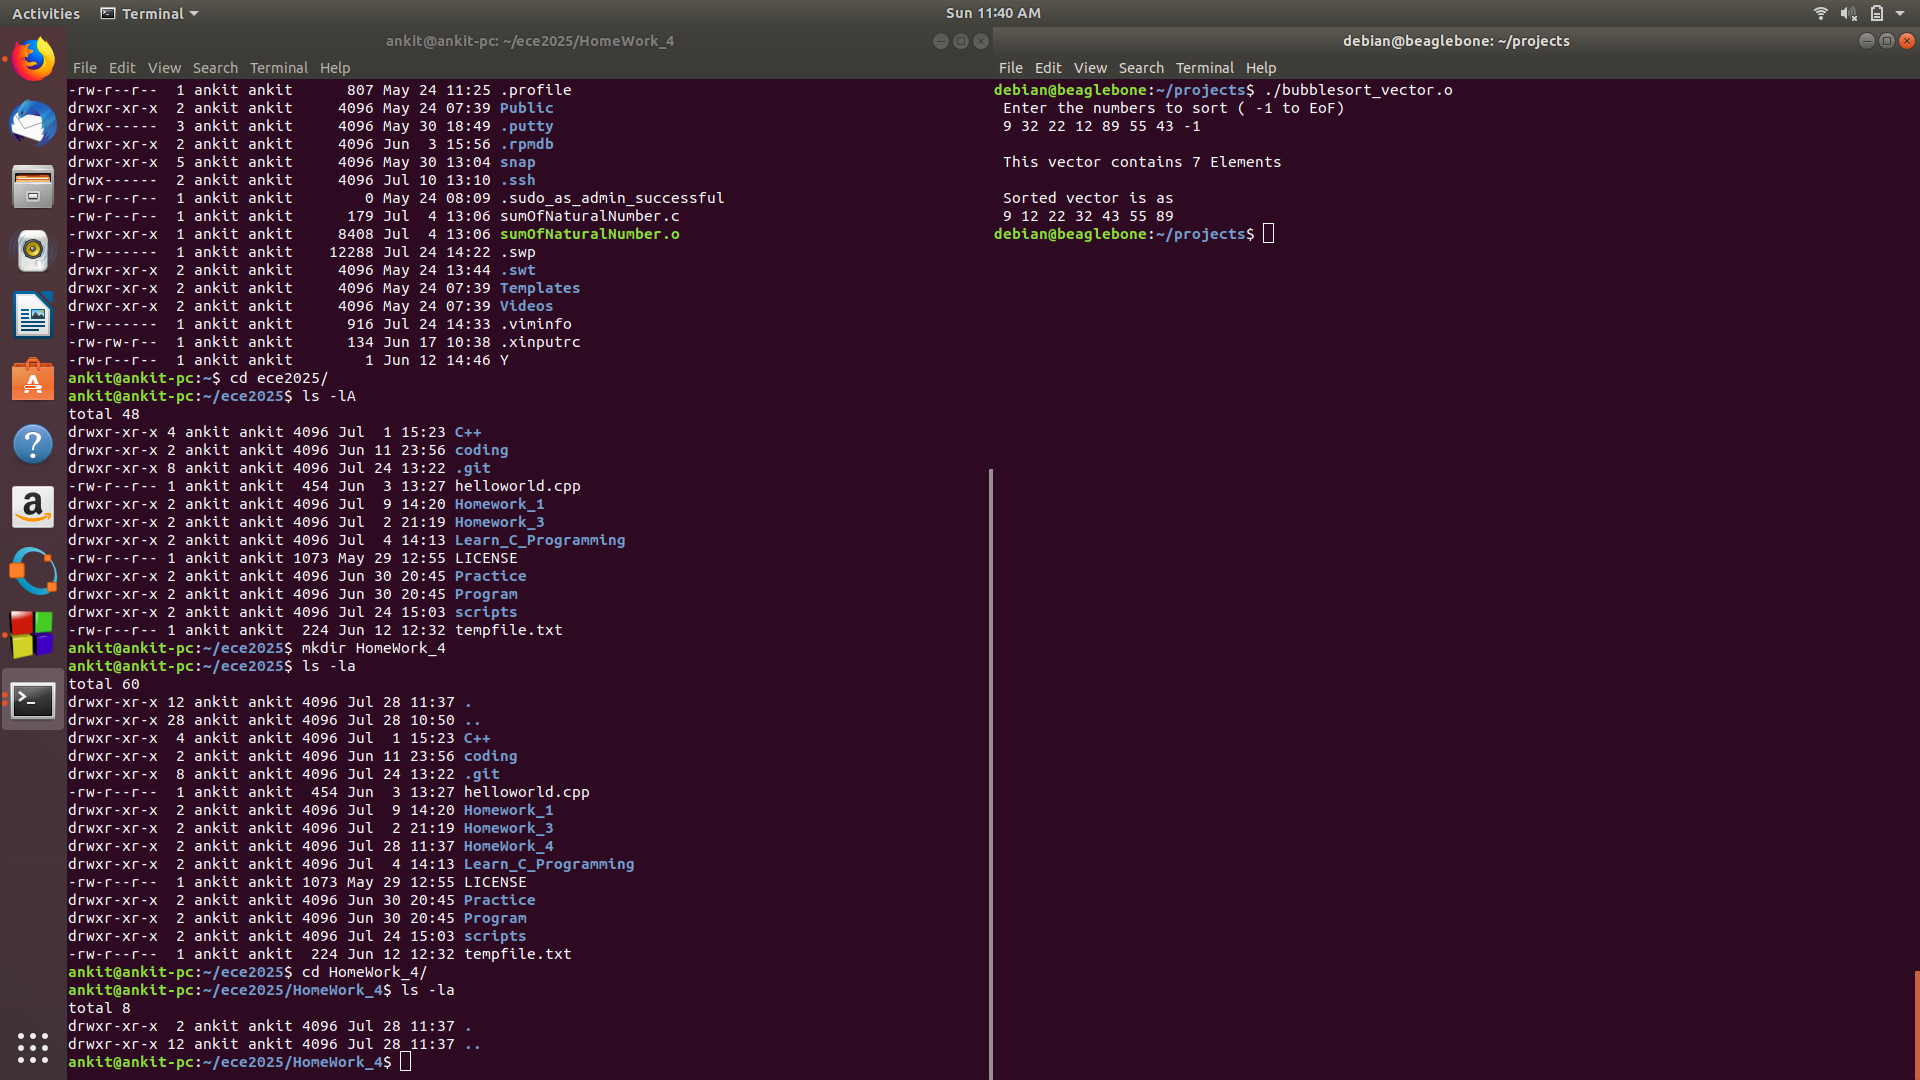 Activities Terminal Sun 11:40 AM
ankit@ankit-pc: ~/ece2025/HomeWork_4
File Edit View Search Terminal Help
-rw-r--r--  1 ankit ankit      807 May 24 11:25 .profile
drwxr-xr-x  2 ankit ankit     4096 May 24 07:39 Public
drwx------  3 ankit ankit     4096 May 30 18:49 .putty
drwxr-xr-x  2 ankit ankit     4096 Jun  3 15:56 .rpmdb
drwxr-xr-x  5 ankit ankit     4096 May 30 13:04 snap
drwx------  2 ankit ankit     4096 Jul 10 13:10 .ssh
-rw-r--r--  1 ankit ankit        0 May 24 08:09 .sudo_as_admin_successful
-rw-r--r--  1 ankit ankit      179 Jul  4 13:06 sumOfNaturalNumber.c
-rwxr-xr-x  1 ankit ankit     8408 Jul  4 13:06 sumOfNaturalNumber.o
-rw-------  1 ankit ankit    12288 Jul 24 14:22 .swp
drwxr-xr-x  2 ankit ankit     4096 May 24 13:44 .swt
drwxr-xr-x  2 ankit ankit     4096 May 24 07:39 Templates
drwxr-xr-x  2 ankit ankit     4096 May 24 07:39 Videos
-rw-------  1 ankit ankit      916 Jul 24 14:33 .viminfo
-rw-rw-r--  1 ankit ankit      134 Jun 17 10:38 .xinputrc
-rw-r--r--  1 ankit ankit        1 Jun 12 14:46 Y
ankit@ankit-pc:~$ cd ece2025/
ankit@ankit-pc:~/ece2025$ ls -lA
total 48
drwxr-xr-x 4 ankit ankit 4096 Jul  1 15:23 C++
drwxr-xr-x 2 ankit ankit 4096 Jun 11 23:56 coding
drwxr-xr-x 8 ankit ankit 4096 Jul 24 13:22 .git
-rw-r--r-- 1 ankit ankit  454 Jun  3 13:27 helloworld.cpp
drwxr-xr-x 2 ankit ankit 4096 Jul  9 14:20 Homework_1
drwxr-xr-x 2 ankit ankit 4096 Jul  2 21:19 Homework_3
drwxr-xr-x 2 ankit ankit 4096 Jul  4 14:13 Learn_C_Programming
-rw-r--r-- 1 ankit ankit 1073 May 29 12:55 LICENSE
drwxr-xr-x 2 ankit ankit 4096 Jun 30 20:45 Practice
drwxr-xr-x 2 ankit ankit 4096 Jun 30 20:45 Program
drwxr-xr-x 2 ankit ankit 4096 Jul 24 15:03 scripts
-rw-r--r-- 1 ankit ankit  224 Jun 12 12:32 tempfile.txt
ankit@ankit-pc:~/ece2025$ mkdir HomeWork_4
ankit@ankit-pc:~/ece2025$ ls -la
total 60
drwxr-xr-x 12 ankit ankit 4096 Jul 28 11:37 .
drwxr-xr-x 28 ankit ankit 4096 Jul 28 10:50 ..
drwxr-xr-x  4 ankit ankit 4096 Jul  1 15:23 C++
drwxr-xr-x  2 ankit ankit 4096 Jun 11 23:56 coding
drwxr-xr-x  8 ankit ankit 4096 Jul 24 13:22 .git
-rw-r--r--  1 ankit ankit  454 Jun  3 13:27 helloworld.cpp
drwxr-xr-x  2 ankit ankit 4096 Jul  9 14:20 Homework_1
drwxr-xr-x  2 ankit ankit 4096 Jul  2 21:19 Homework_3
drwxr-xr-x  2 ankit ankit 4096 Jul 28 11:37 HomeWork_4
drwxr-xr-x  2 ankit ankit 4096 Jul  4 14:13 Learn_C_Programming
-rw-r--r--  1 ankit ankit 1073 May 29 12:55 LICENSE
drwxr-xr-x  2 ankit ankit 4096 Jun 30 20:45 Practice
drwxr-xr-x  2 ankit ankit 4096 Jun 30 20:45 Program
drwxr-xr-x  2 ankit ankit 4096 Jul 24 15:03 scripts
-rw-r--r--  1 ankit ankit  224 Jun 12 12:32 tempfile.txt
ankit@ankit-pc:~/ece2025$ cd HomeWork_4/
ankit@ankit-pc:~/ece2025/HomeWork_4$ ls -la
total 8
drwxr-xr-x  2 ankit ankit 4096 Jul 28 11:37 .
drwxr-xr-x 12 ankit ankit 4096 Jul 28 11:37 ..
ankit@ankit-pc:~/ece2025/HomeWork_4$
debian@beaglebone: ~/projects
File Edit View Search Terminal Help
debian@beaglebone:~/projects$ ./bubblesort_vector.o
Enter the numbers to sort ( -1 to EoF)
9 32 22 12 89 55 43 -1
This vector contains 7 Elements
Sorted vector is as
9 12 22 32 43 55 89
debian@beaglebone:~/projects$